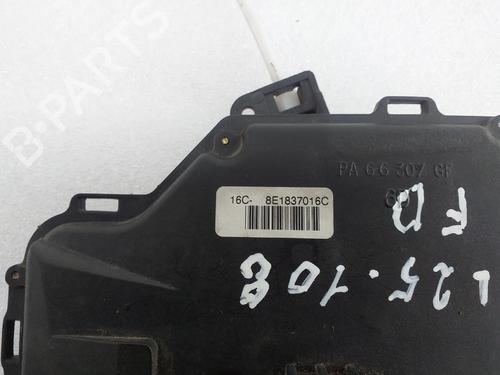 B-PARTS
PA 66 307 GF
16C- 8E1837016C
FD
L25.108